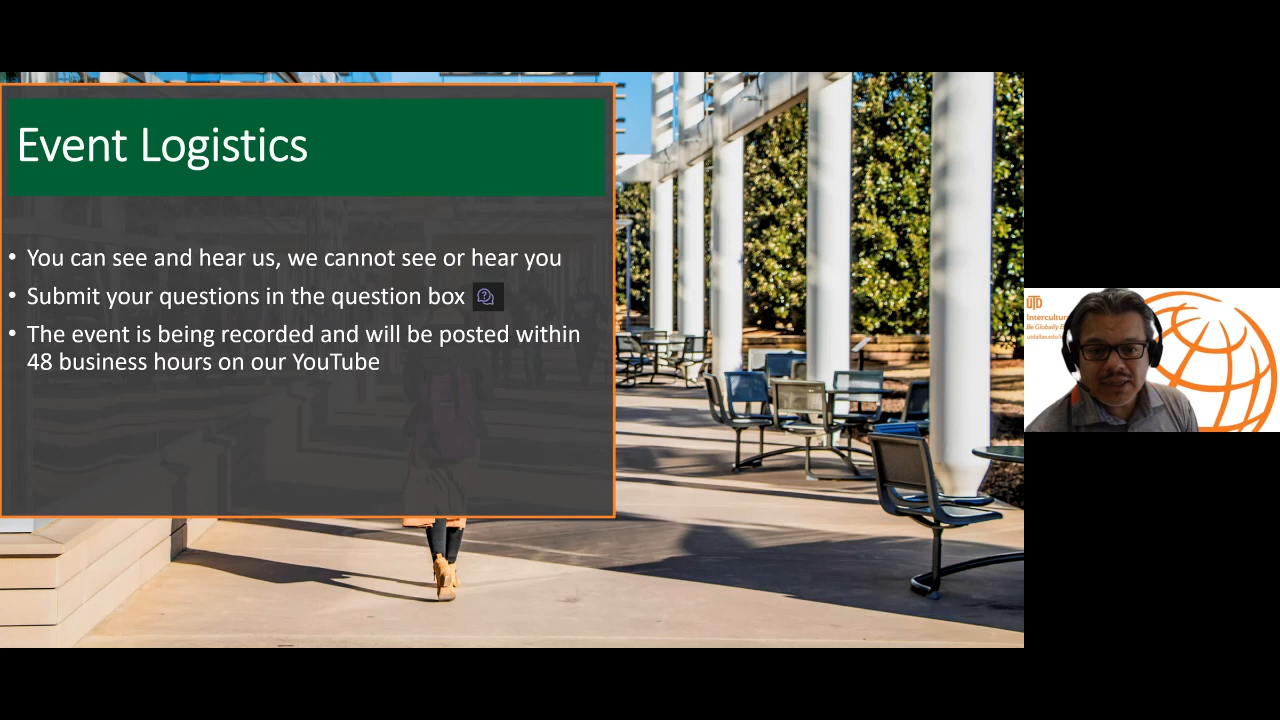 Event Logistics
• You can see and hear us, we cannot see or hear you
• Submit your questions in the question box
• The event is being recorded and will be posted within
48 business hours on our YouTube
UTD
Be Globally